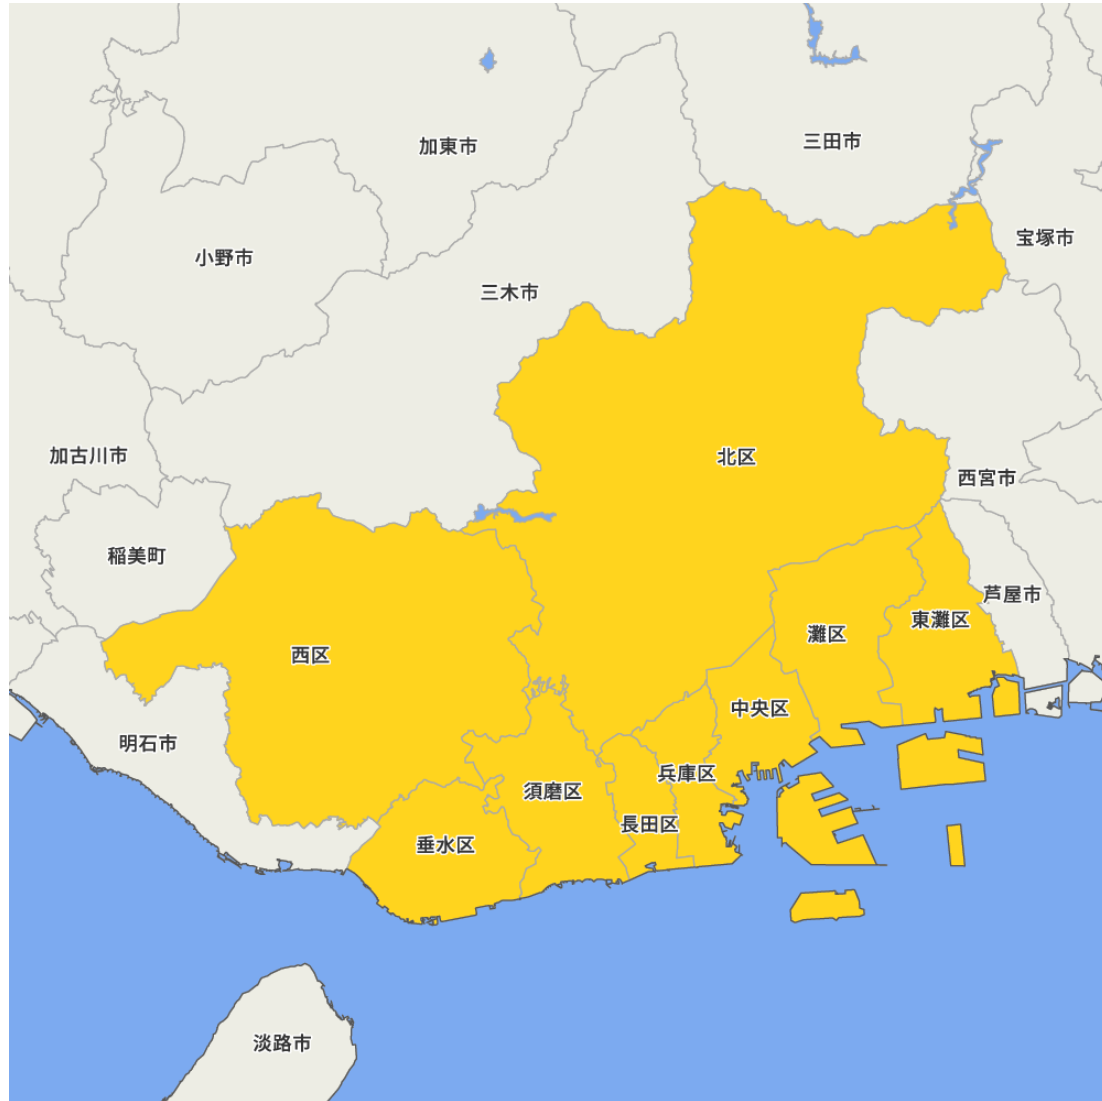 三田市
加東市
宝塚市
小野市
三木市
加古川市
北区
西宮市
稲美町
芦屋市
東灘区
灘区
西区
中央区
明石市
兵庫区
須磨区
長田区
垂水区
淡路市